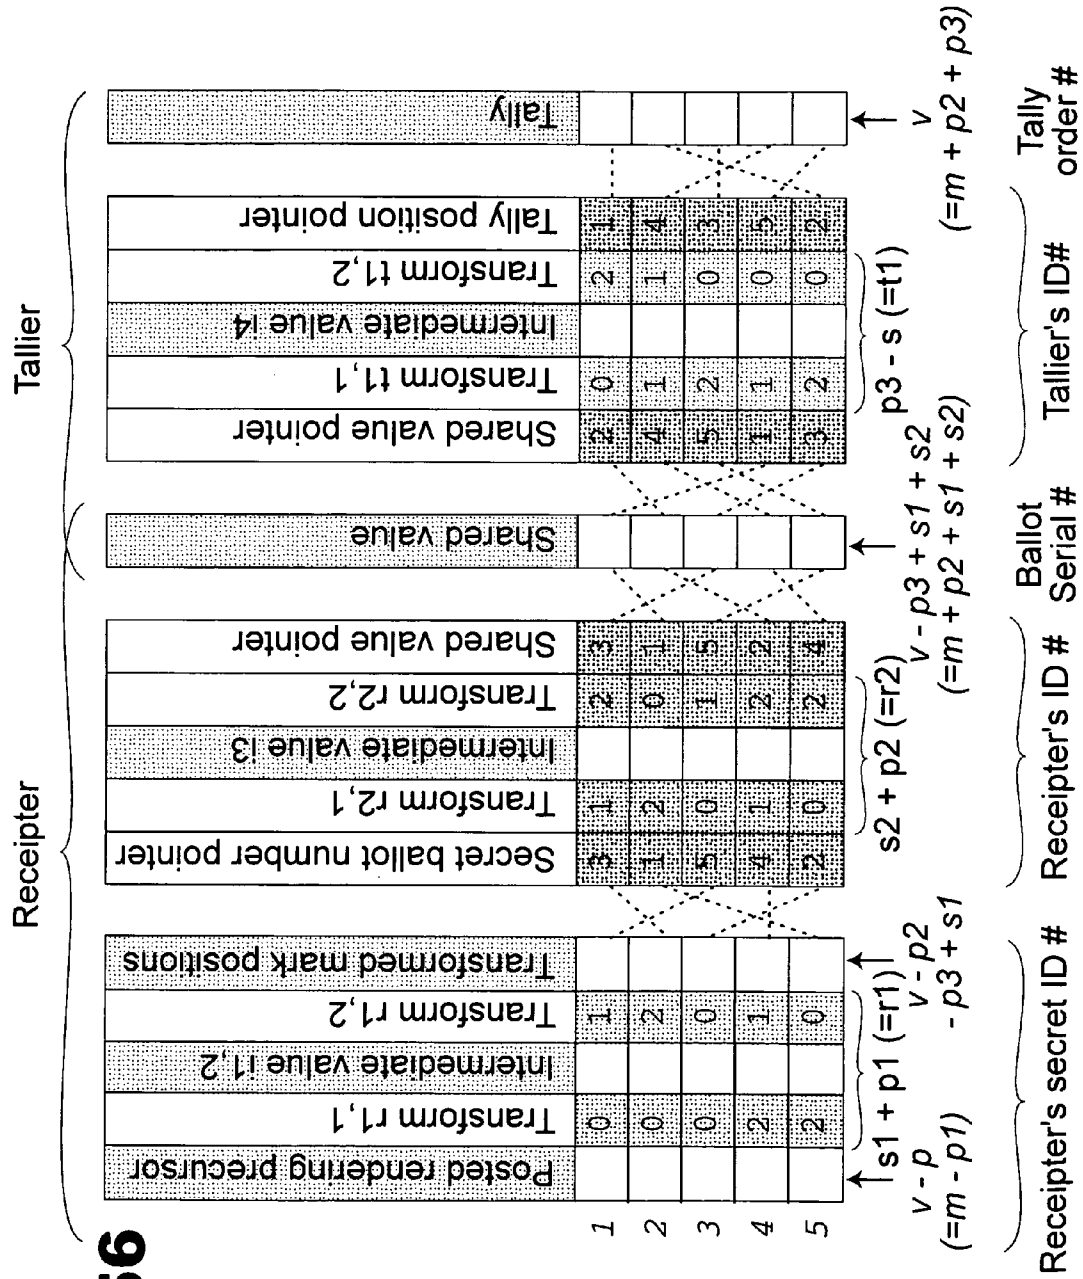 56
Receipter
Tallier
Posted rendering precursor
Transform r1,1
Intermediate value i1,2
Transform r1,2
Transformed mark positions
Secret ballot number pointer
Transform r2,1
Intermediate value i3
Transform r2,2
Shared value pointer
Shared value
Shared value pointer
Transform t1,1
Intermediate value i4
Transform t1,2
Tally position pointer
Tally
1 0 1 3 1 2 3 2 0 2 1
2 0 2 1 2 0 1 4 1 1 4
3 0 0 5 0 1 5 5 2 0 3
4 2 1 4 1 2 2 1 1 0 5
5 2 0 2 0 2 4 3 2 0 2
v - p
(=m - p1)
s1 + p1 (=r1)
v - p2
- p3 + s1
s2 + p2 (=r2)
v - p3 + s1 + s2
(=m + p2 + s1 + s2)
p3 - s (=t1)
v
(=m + p2 + p3)
Receipter's secret ID #
Receipter's ID #
Ballot
Serial #
Tallier's ID#
Tally
order #